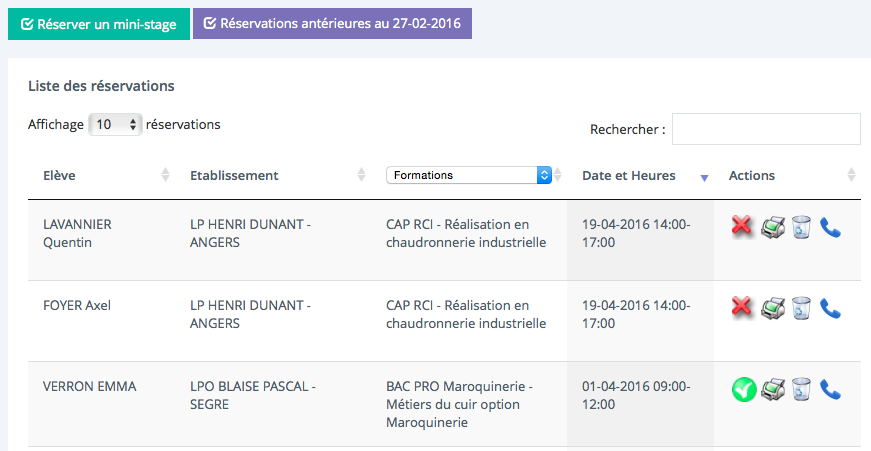 Réserver un mini-stage
Réservations antérieures au 27-02-2016
Liste des réservations
Affichage 10 réservations
Rechercher :
Elève Etablissement Formations Date et Heures Actions
LAVANNIER LP HENRI DUNANT - CAP RCI - Réalisation en 19-04-2016 14:00-
Quentin ANGERS chaudronnerie industrielle 17:00
FOYER Axel LP HENRI DUNANT - CAP RCI - Réalisation en 19-04-2016 14:00-
ANGERS chaudronnerie industrielle 17:00
VERRON EMMA LPO BLAISE PASCAL - BAC PRO Maroquinerie - 01-04-2016 09:00-
SEGRE Métiers du cuir option 12:00
Maroquinerie